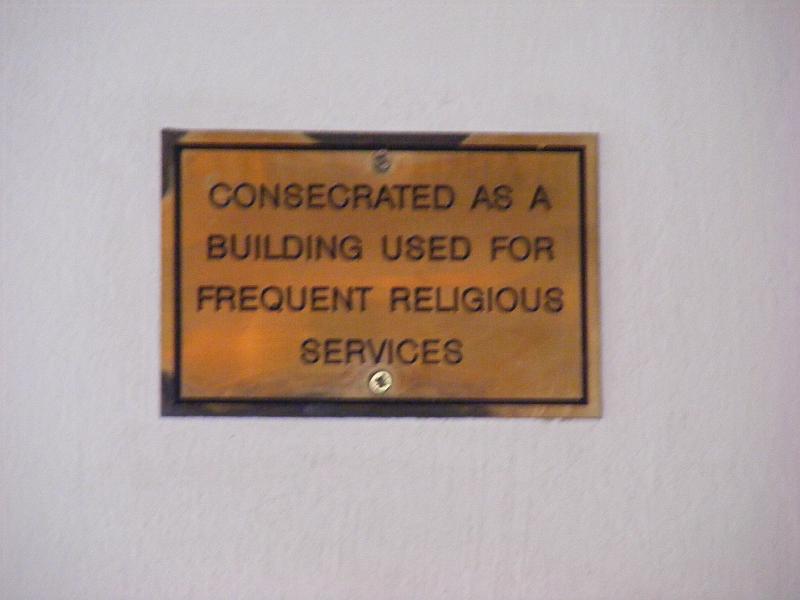 CONSECRATED AS A
BUILDING USED FOR
FREQUENT RELIGIOUS
SERVICES